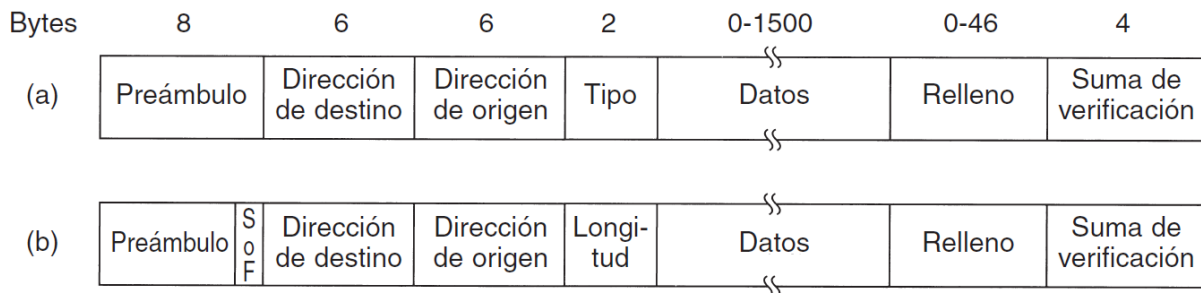 Bytes 8 6 6 2 0-1500 0-46 4
(a) Preámbulo Dirección de destino Dirección de origen Tipo Datos Relleno Suma de verificación
(b) Preámbulo SoF Dirección de destino Dirección de origen Longi-tud Datos Relleno Suma de verificación